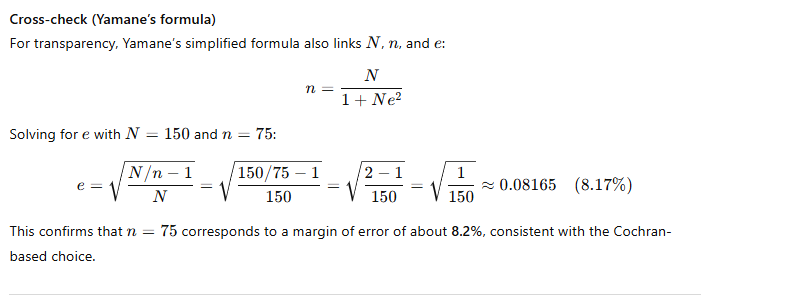 Cross-check (Yamane's formula)
For transparency, Yamane's simplified formula also links N, n, and e:
n = N / (1 + Ne²)
Solving for e with N = 150 and n = 75:
e = √((N/n − 1) / N) = √((150/75 − 1) / 150) = √((2 − 1) / 150) = √(1 / 150) ≈ 0.08165 (8.17%)
This confirms that n = 75 corresponds to a margin of error of about 8.2%, consistent with the Cochran-
based choice.